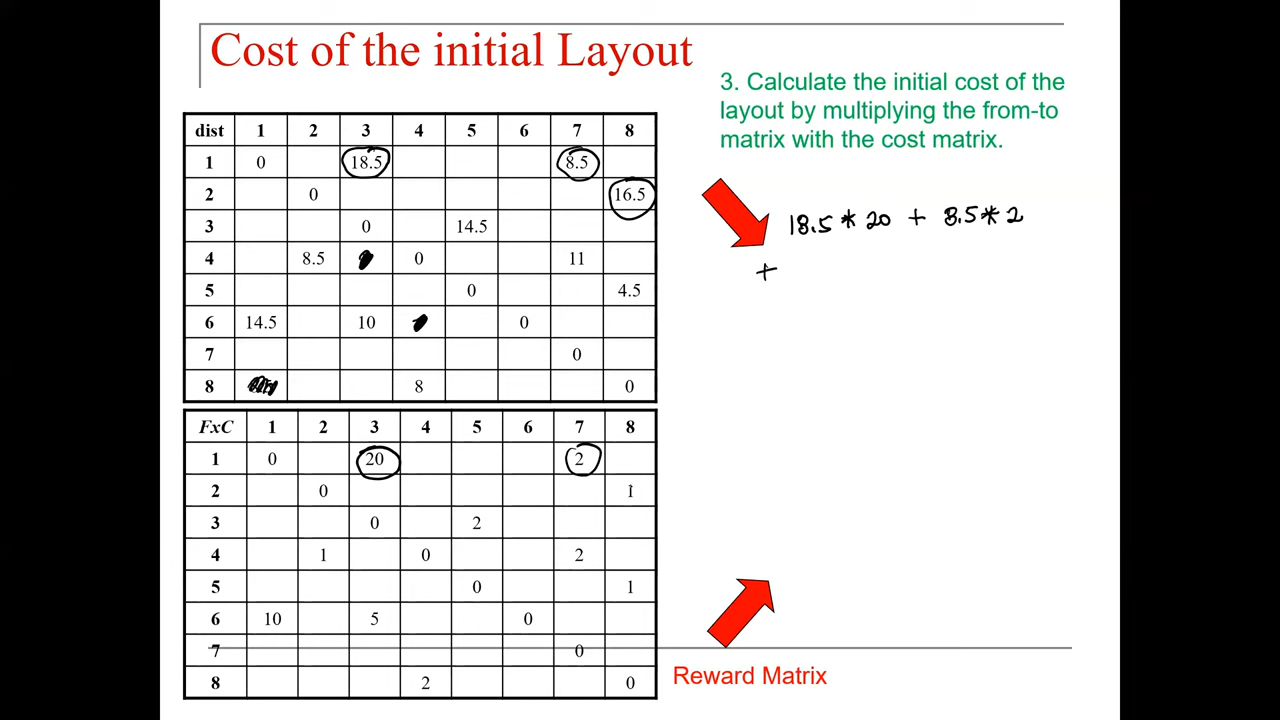 Cost of the initial Layout
3. Calculate the initial cost of the
layout by multiplying the from-to
matrix with the cost matrix.
dist 1 2 3 4 5 6 7 8
1 0 18.5 8.5
2 0 16.5
3 0 14.5
4 8.5 0 11
5 0 4.5
6 14.5 10 0
7 0
8 8 0
18.5 * 20 + 8.5 * 2
+
FxC 1 2 3 4 5 6 7 8
1 0 20 2
2 0 1
3 0 2
4 1 0 2
5 0 1
6 10 5 0
7 0
8 2 0
Reward Matrix